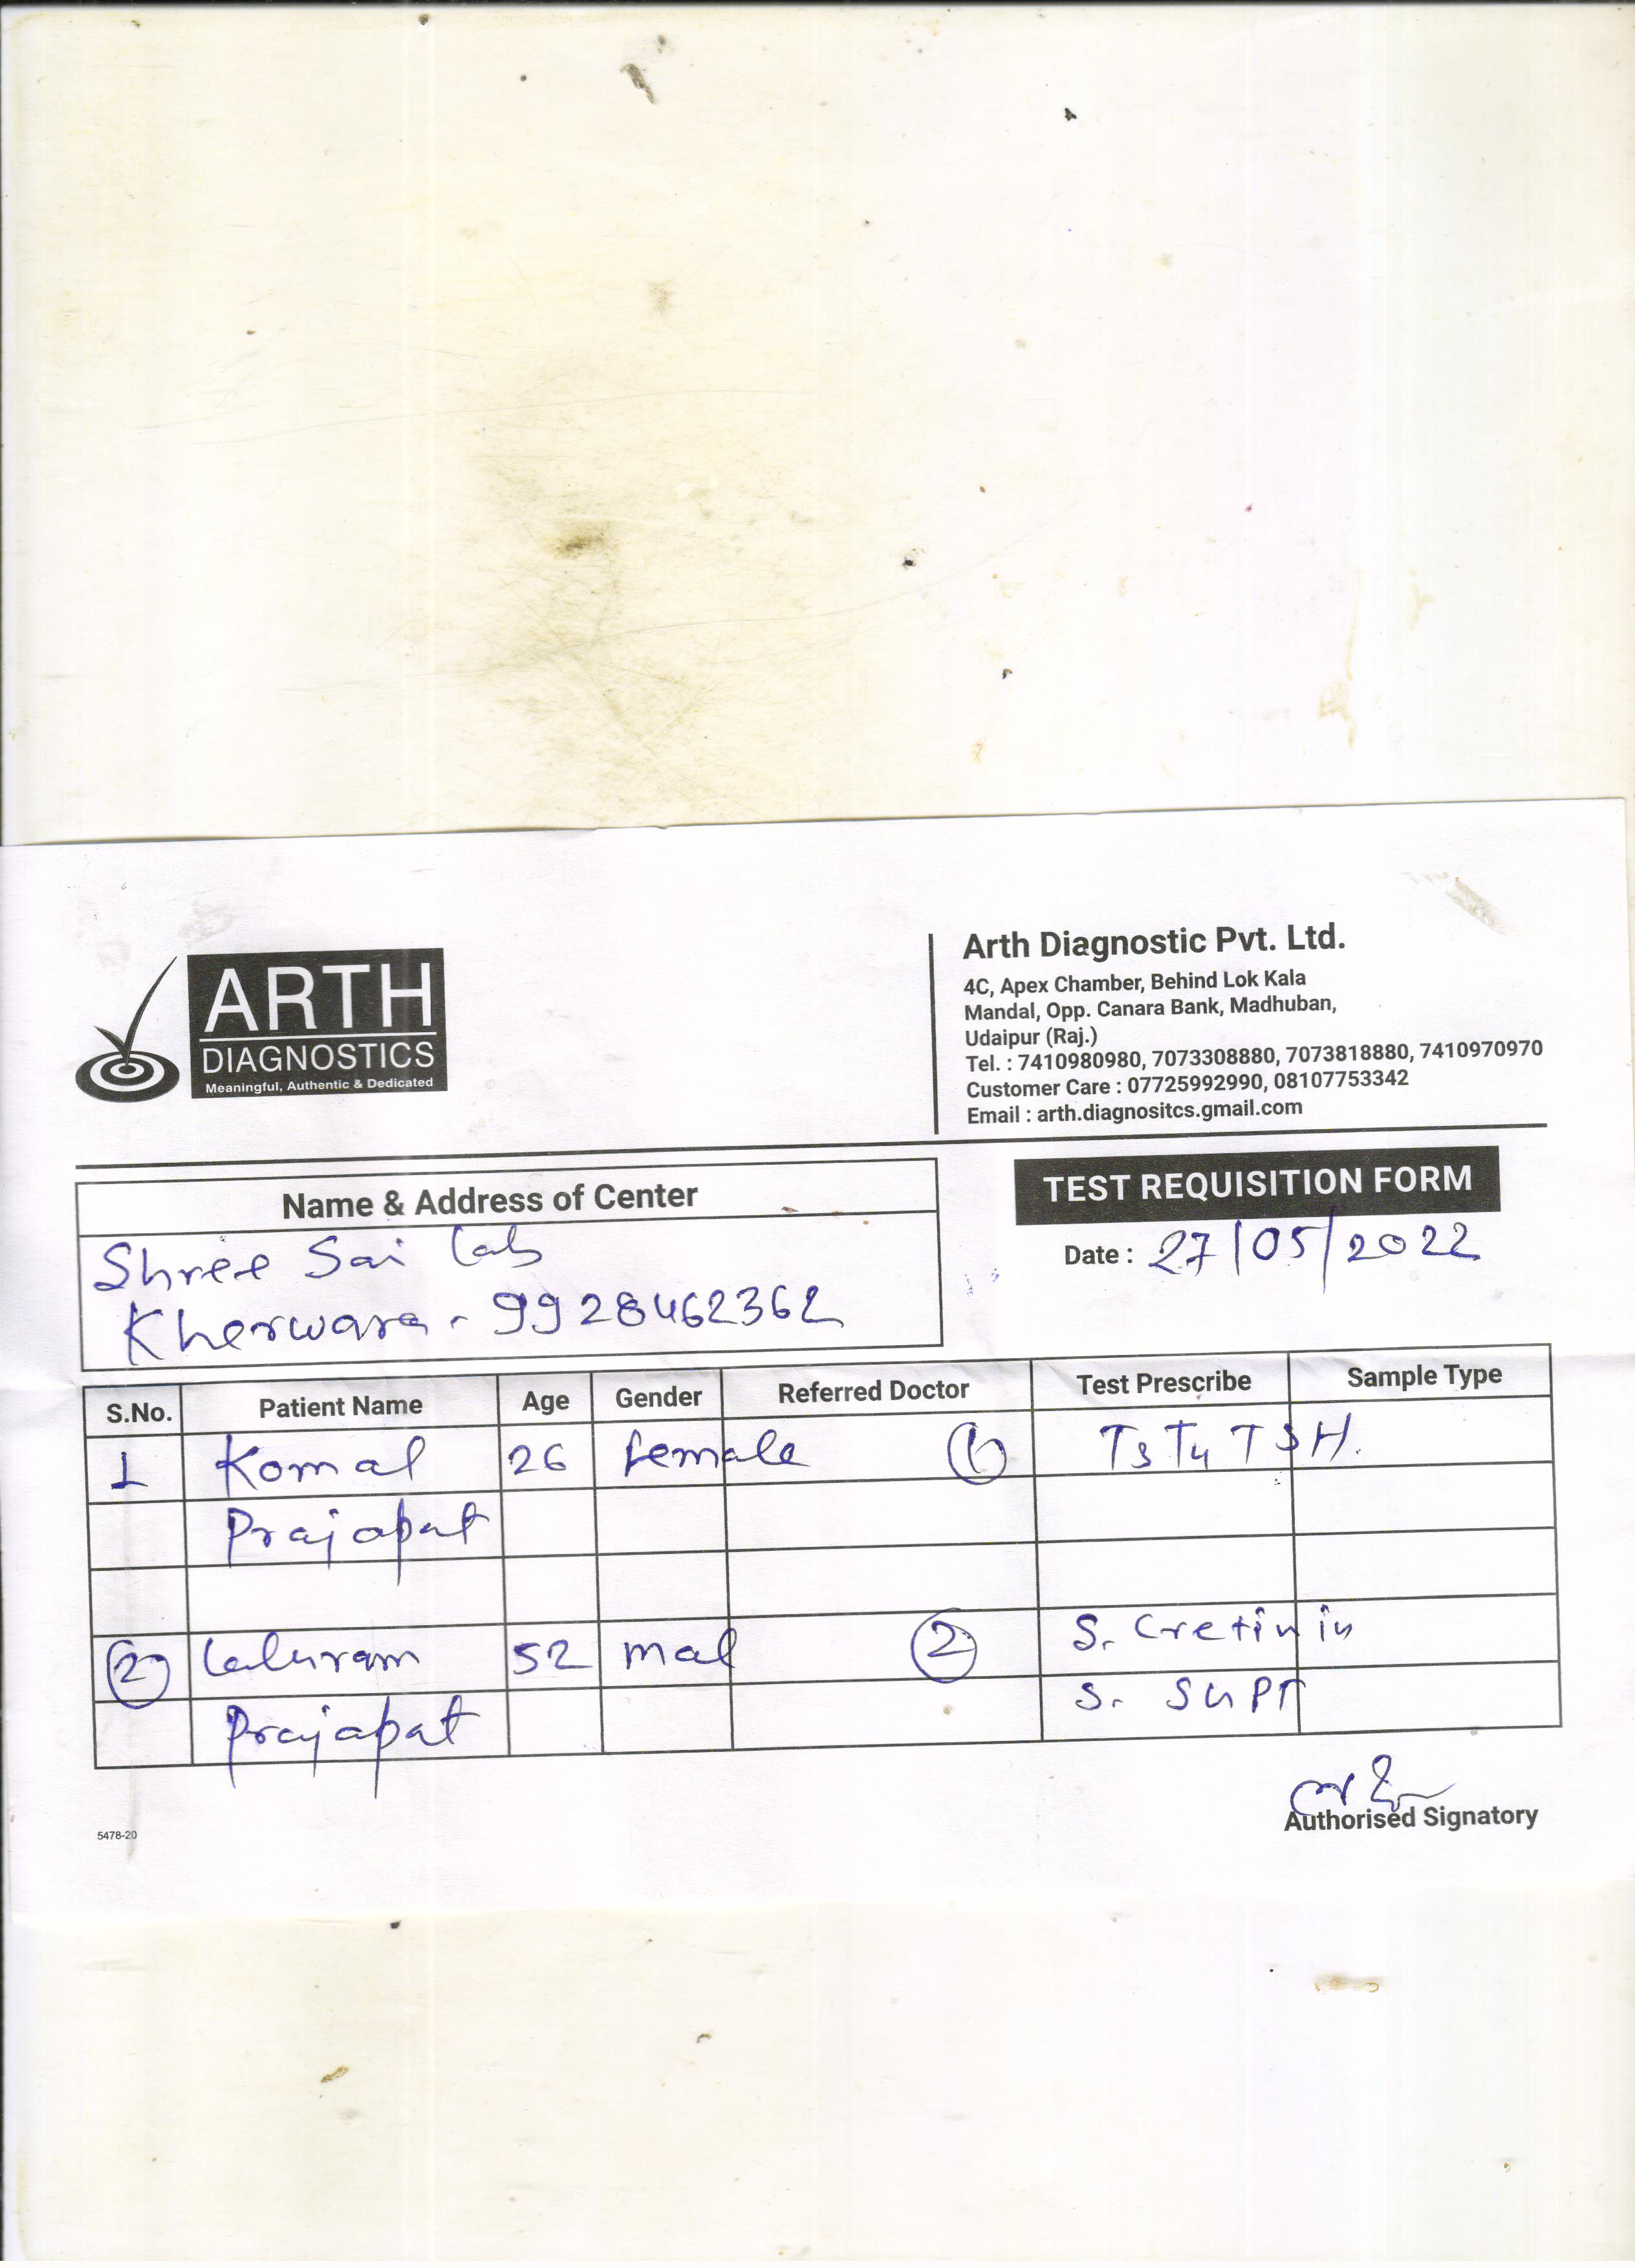 ARTH
DIAGNOSTICS
Meaningful, Authentic & Dedicated
Arth Diagnostic Pvt. Ltd.
4C, Apex Chamber, Behind Lok Kala
Mandal, Opp. Canara Bank, Madhuban,
Udaipur (Raj.)
Tel. : 7410980980, 7073308880, 7073818880, 7410970970
Customer Care : 07725992990, 08107753342
Email : arth.diagnositcs.gmail.com
Name & Address of Center
Shree Sai Lab
Kherwara - 9928462362
TEST REQUISITION FORM
Date : 27/05/2022
S.No. Patient Name Age Gender Referred Doctor Test Prescribe Sample Type
1 Komal 26 female 1 T3 T4 TSH.
Prajapat
2 Laluram 52 mal 2 S. Cretinin
Prajapat S. SGPT
Authorised Signatory
5478-20